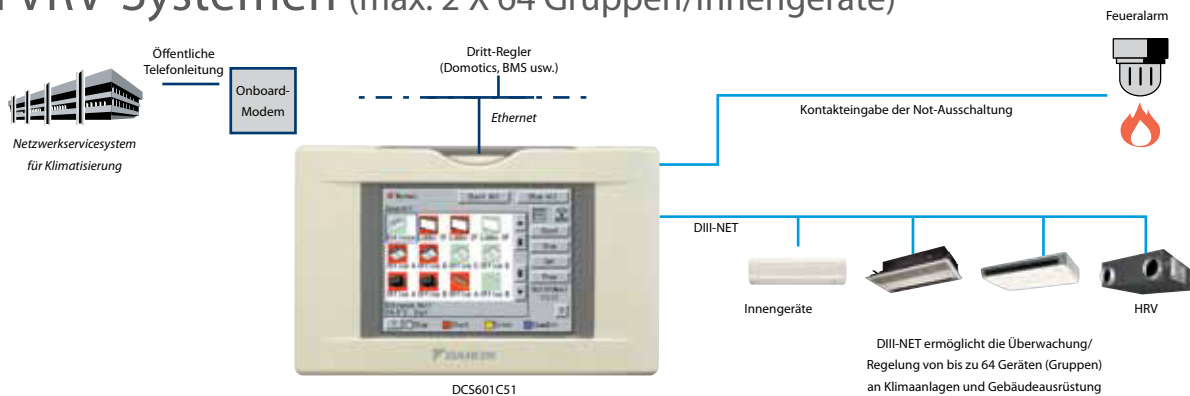 VRV-Systemen (max. 2 X 64 Gruppen/Innengeräte)
Feueralarm
Öffentliche
Telefonleitung
Onboard-
Modem
Dritt-Regler
(Domotics, BMS usw.)
Ethernet
Kontakteingabe der Not-Ausschaltung
Netzwerkservicesystem
für Klimatisierung
DIII-NET
Innengeräte
HRV
DIII-NET ermöglicht die Überwachung/
Regelung von bis zu 64 Geräten (Gruppen)
an Klimaanlagen und Gebäudeausrüstung
DAIKIN
DCS601C51